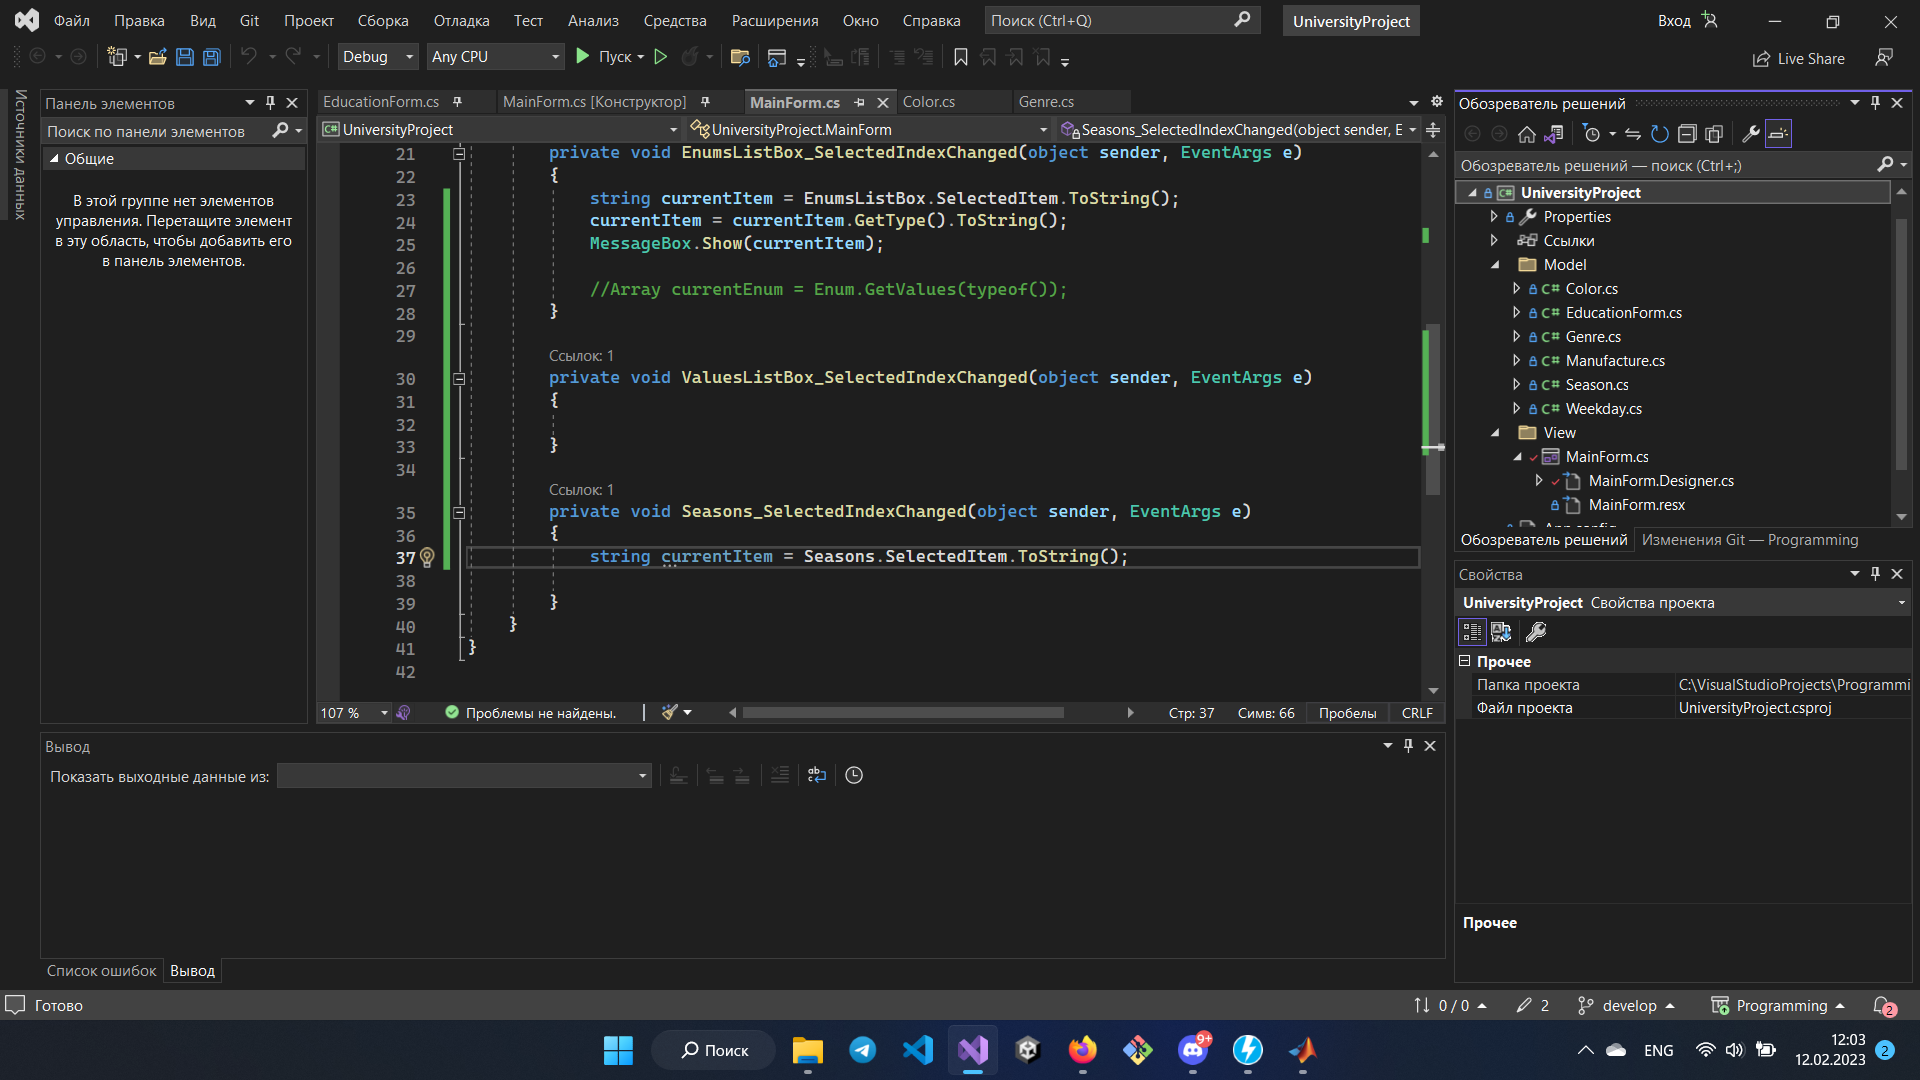 Файл Правка Вид Git Проект Сборка Отладка Тест Анализ Средства Расширения Окно Справка Поиск (Ctrl+Q) UniversityProject Вход
Debug Any CPU Пуск Live Share
Источники данных
Панель элементов
Поиск по панели элементов
Общие
В этой группе нет элементов
управления. Перетащите элемент
в эту область, чтобы добавить его
в панель элементов.
EducationForm.cs MainForm.cs [Конструктор] MainForm.cs Color.cs Genre.cs
UniversityProject UniversityProject.MainForm Seasons_SelectedIndexChanged(object sender, E
21 private void EnumsListBox_SelectedIndexChanged(object sender, EventArgs e)
22 {
23 string currentItem = EnumsListBox.SelectedItem.ToString();
24 currentItem = currentItem.GetType().ToString();
25 MessageBox.Show(currentItem);
26
27 //Array currentEnum = Enum.GetValues(typeof());
28 }
29
Ссылок: 1
30 private void ValuesListBox_SelectedIndexChanged(object sender, EventArgs e)
31 {
32
33 }
34
Ссылок: 1
35 private void Seasons_SelectedIndexChanged(object sender, EventArgs e)
36 {
37 string currentItem = Seasons.SelectedItem.ToString();
38
39 }
40 }
41 }
42
107 % Проблемы не найдены. Стр: 37 Симв: 66 Пробелы CRLF
Обозреватель решений
Обозреватель решений — поиск (Ctrl+;)
UniversityProject
Properties
Ссылки
Model
Color.cs
EducationForm.cs
Genre.cs
Manufacture.cs
Season.cs
Weekday.cs
View
MainForm.cs
MainForm.Designer.cs
MainForm.resx
App.config
Обозреватель решений Изменения Git — Programming
Свойства
UniversityProject Свойства проекта
Прочее
Папка проекта C:\VisualStudioProjects\Programmi
Файл проекта UniversityProject.csproj
Прочее
Вывод
Показать выходные данные из:
Список ошибок Вывод
Готово 0 / 0 2 develop Programming 2
Поиск 9+ ENG 12:03
12.02.2023 2